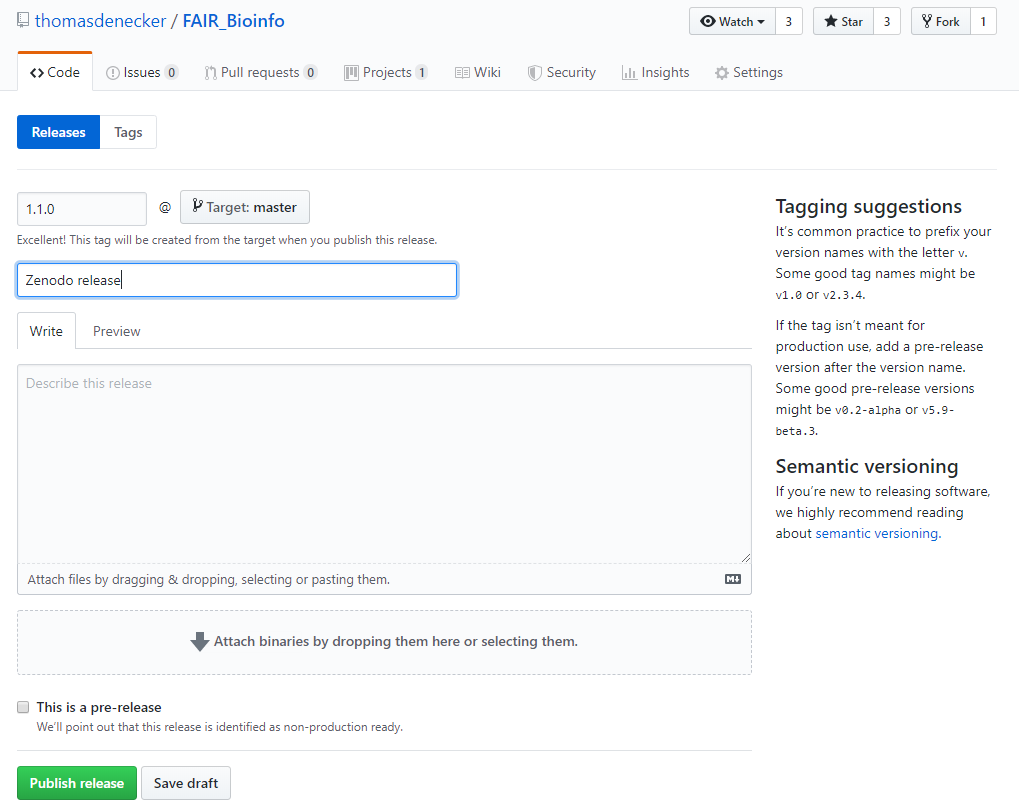 thomasdenecker / FAIR_Bioinfo
Watch 3 Star 3 Fork 1
Code Issues 0 Pull requests 0 Projects 1 Wiki Security Insights Settings
Releases Tags
1.1.0 @ Target: master
Excellent! This tag will be created from the target when you publish this release.
Zenodo release
Write Preview
Describe this release
Attach files by dragging & dropping, selecting or pasting them.
Attach binaries by dropping them here or selecting them.
This is a pre-release
We’ll point out that this release is identified as non-production ready.
Publish release Save draft
Tagging suggestions
It’s common practice to prefix your
version names with the letter v.
Some good tag names might be
v1.0 or v2.3.4.
If the tag isn’t meant for
production use, add a pre-release
version after the version name.
Some good pre-release versions
might be v0.2-alpha or v5.9-
beta.3.
Semantic versioning
If you’re new to releasing software,
we highly recommend reading
about semantic versioning.